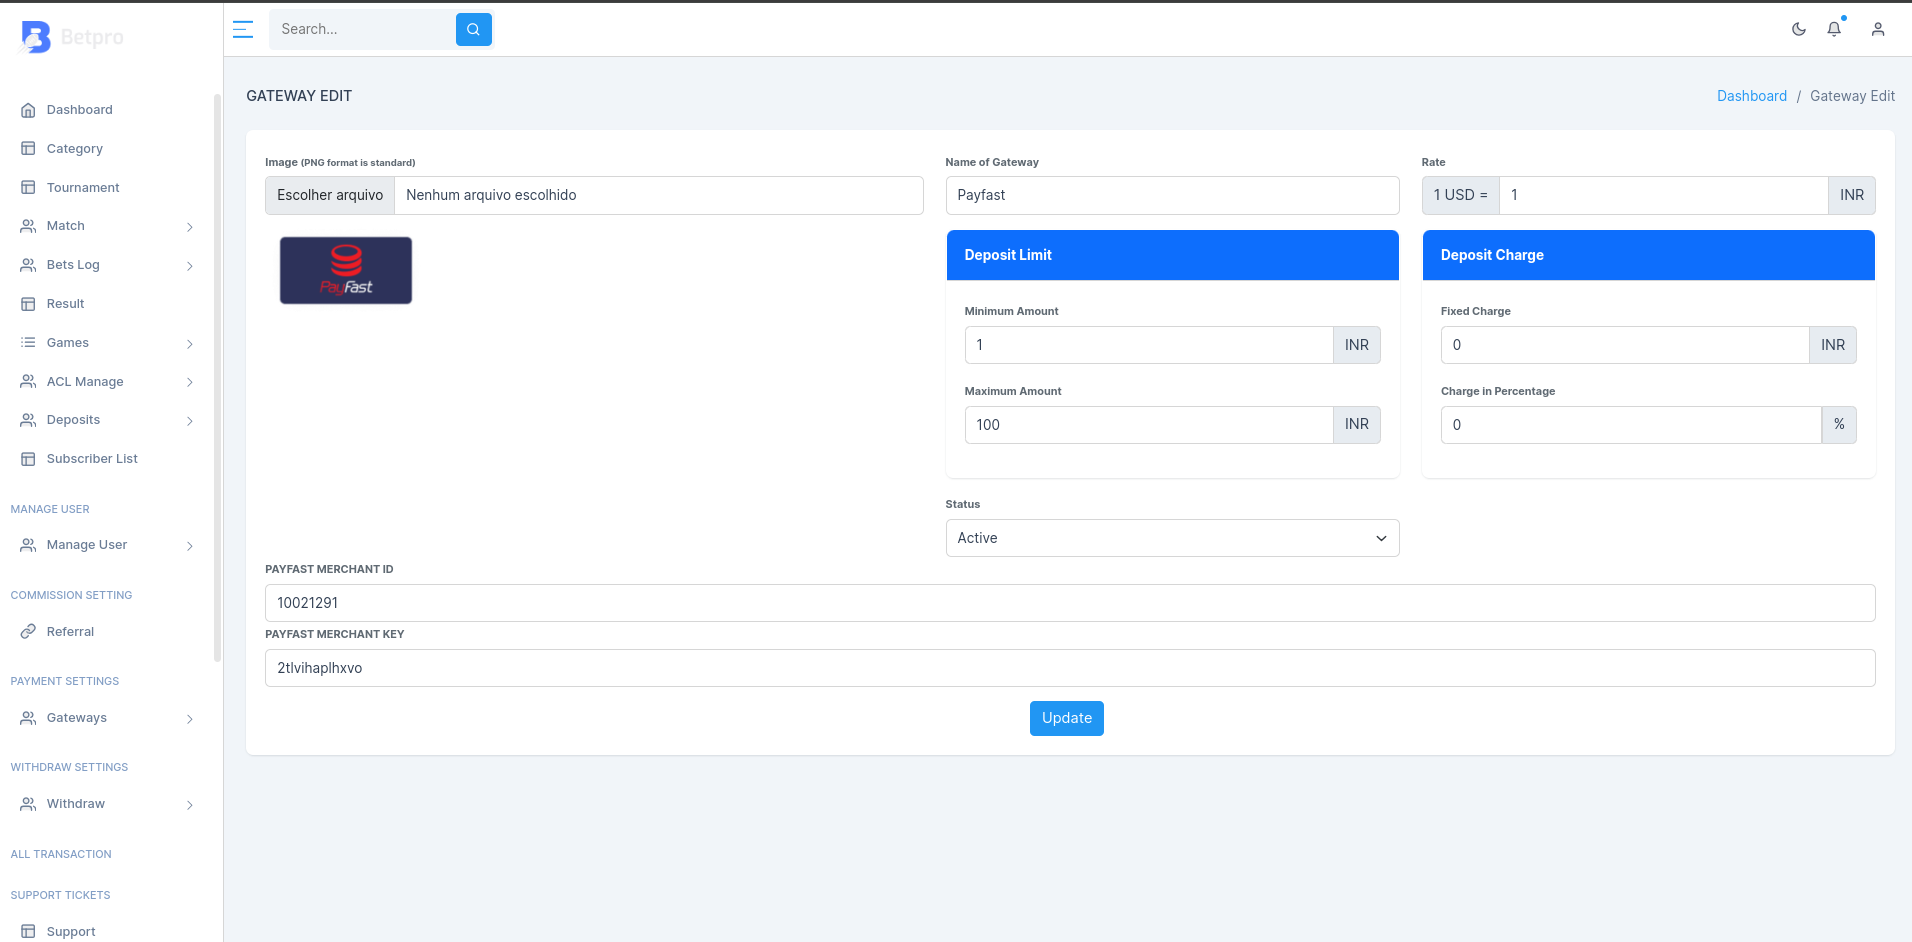 Betpro
Search...
Dashboard
Category
Tournament
Match
Bets Log
Result
Games
ACL Manage
Deposits
Subscriber List
MANAGE USER
Manage User
COMMISSION SETTING
Referral
PAYMENT SETTINGS
Gateways
WITHDRAW SETTINGS
Withdraw
ALL TRANSACTION
SUPPORT TICKETS
Support
GATEWAY EDIT
Dashboard / Gateway Edit
Image (PNG format is standard)
Escolher arquivo Nenhum arquivo escolhido
PayFast
Name of Gateway
Payfast
Rate
1 USD = 1 INR
Deposit Limit
Minimum Amount
1 INR
Maximum Amount
100 INR
Deposit Charge
Fixed Charge
0 INR
Charge in Percentage
0 %
Status
Active
PAYFAST MERCHANT ID
10021291
PAYFAST MERCHANT KEY
2tlvihaplhxvo
Update